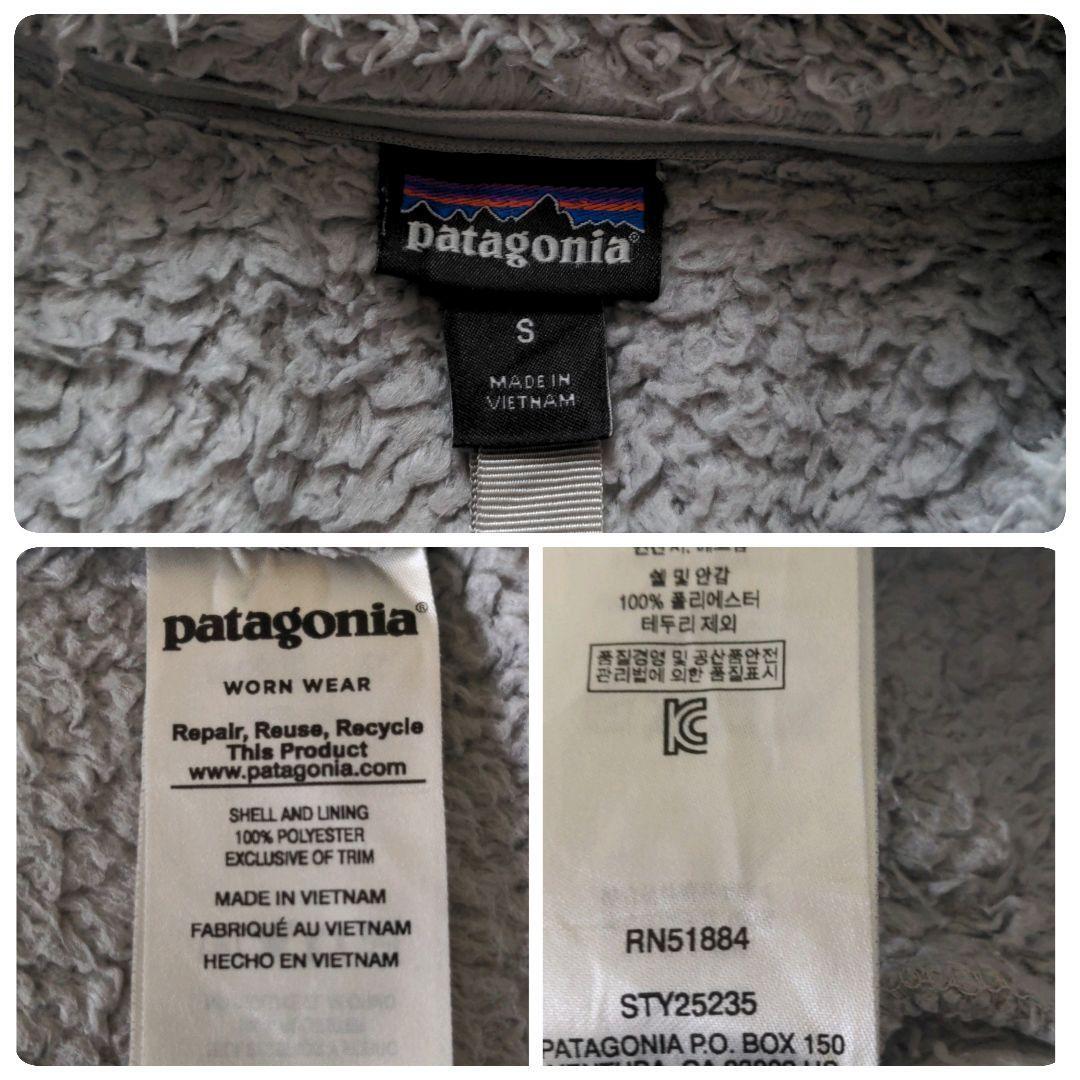 patagonia®
S
MADE IN
VIETNAM
patagonia®
WORN WEAR
Repair, Reuse, Recycle
This Product
www.patagonia.com
SHELL AND LINING
100% POLYESTER
EXCLUSIVE OF TRIM
MADE IN VIETNAM
FABRIQUÉ AU VIETNAM
HECHO EN VIETNAM
쉘 및 안감
100% 폴리에스터
테두리 제외
품질경영 및 공산품안전
관리법에 의한 품질표시
RN51884
STY25235
PATAGONIA P.O. BOX 150